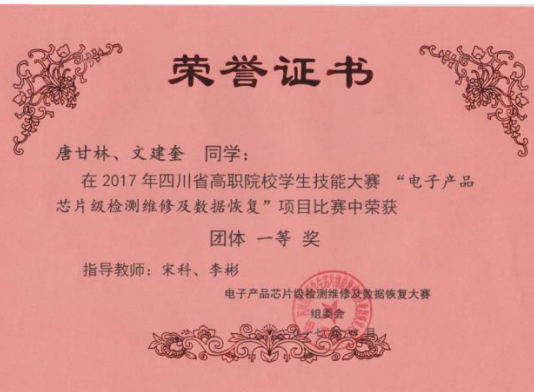 荣誉证书
唐甘林、文建奎 同学：
在 2017 年四川省高职院校学生技能大赛 “电子产品
芯片级检测维修及数据恢复”项目比赛中荣获
团体 一等 奖
指导教师：宋科、李彬
电子产品芯片级检测维修及数据恢复大赛
组委会